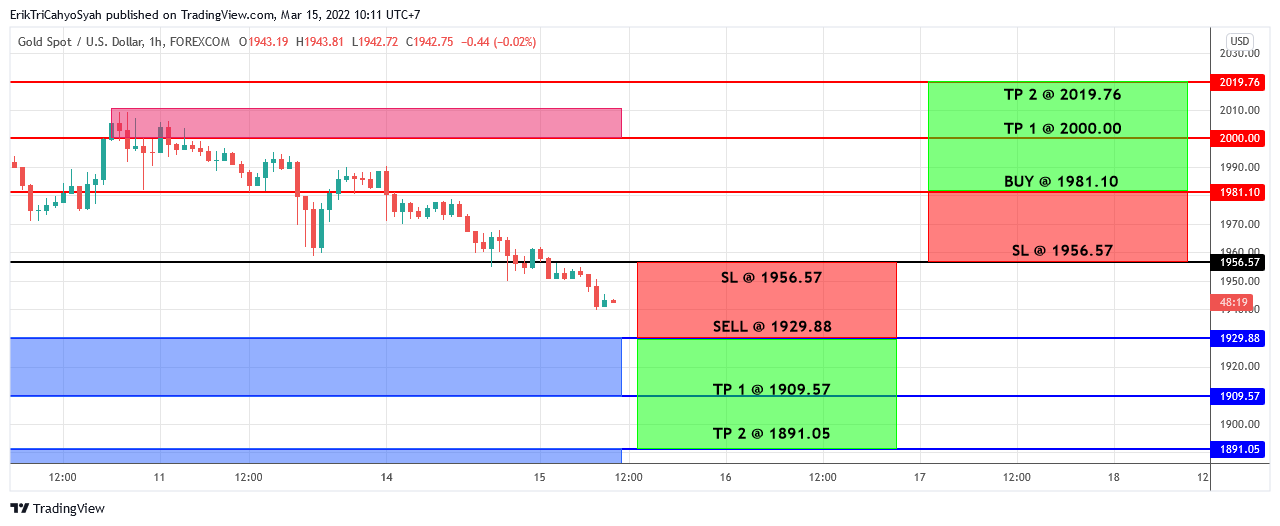 ErikTriCahyoSyah published on TradingView.com, Mar 15, 2022 10:11 UTC+7
Gold Spot / U.S. Dollar, 1h, FOREXCOM O1943.19 H1943.81 L1942.72 C1942.75 −0.44 (−0.02%)
USD
2030.00
2019.76
TP 2 @ 2019.76
2010.00
TP 1 @ 2000.00
2000.00
1990.00
BUY @ 1981.10
1981.10
1970.00
SL @ 1956.57
1960.00
1956.57
SL @ 1956.57
1950.00
48:19
SELL @ 1929.88
1929.88
1920.00
TP 1 @ 1909.57
1909.57
1900.00
TP 2 @ 1891.05
1891.05
12:00 11 12:00 14 15 12:00 16 12:00 17 12:00 18 12
TradingView